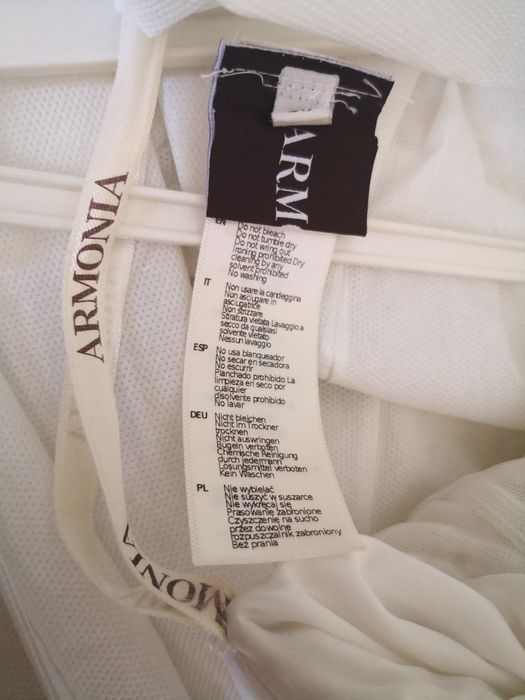 ARMONIA
ARM
EN
Do not bleach
Do not tumble dry
Do not wring out
Ironing prohibited Dry
cleaning by any
solvent prohibited
No washing
IT
Non usare la candeggina
Non asciugare in
asciugatrice
Non strizzare
Stiratura vietata Lavaggio a
secco da qualsiasi
solvente vietato
Nessun lavaggio
ESP
No usa blanqueador
No secar en secadora
No escurrir
Planchado prohibido La
limpieza en seco por
cualquier
disolvente prohibido
No lavar
DEU
Nicht bleichen
Nicht im Trockner
trocknen
Nicht auswringen
Bügeln verboten
Chemische Reinigung
durch jedermann
Lösungsmittel verboten
Kein Waschen
PL
Nie wybielać
Nie suszyć w suszarce
Nie wykręcaj się
Prasowanie zabronione
Czyszczenie na sucho
przez dowolne
rozpuszczalnik zabroniony
Bez prania
MONIA